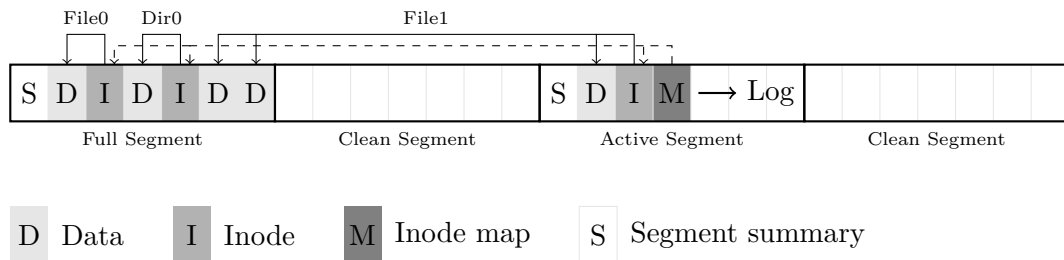 File0 Dir0 File1
S D I D I D D S D I M Log
Full Segment Clean Segment Active Segment Clean Segment
D Data I Inode M Inode map S Segment summary